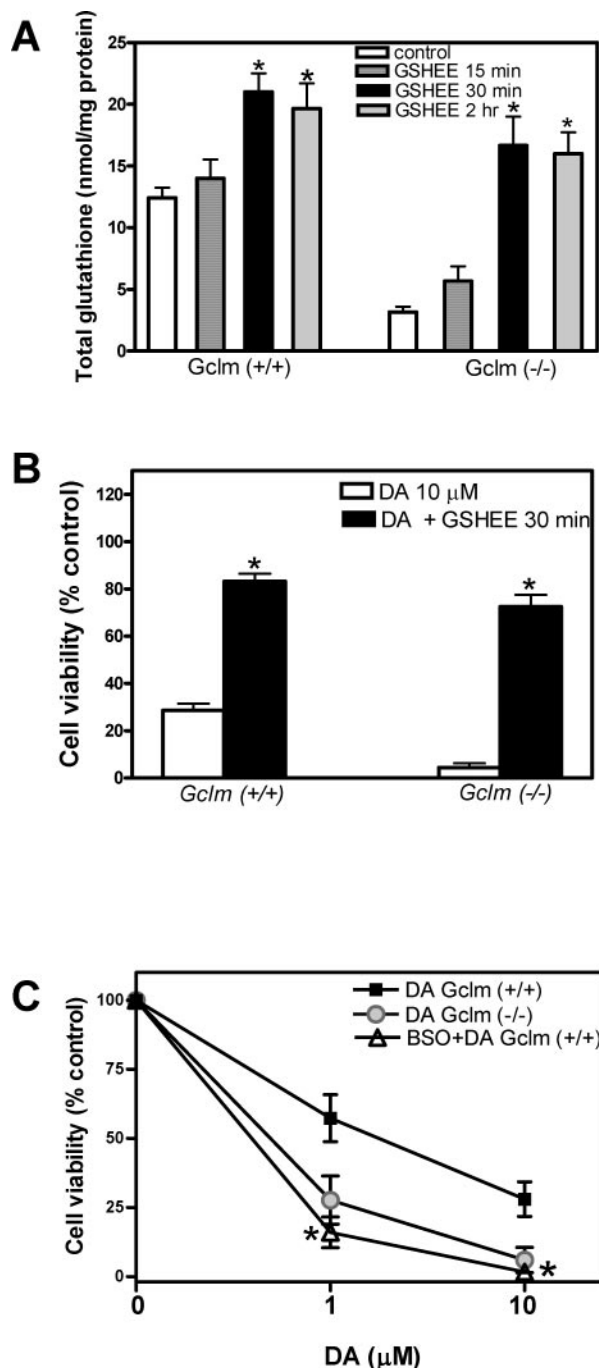 A
Total glutathione (nmol/mg protein)
25
20
15
10
5
0
control
GSHEE 15 min
GSHEE 30 min
GSHEE 2 hr
* * * *
Gclm (+/+) Gclm (-/-)
B
Cell viability (% control)
120
100
80
60
40
20
0
DA 10 μM
DA + GSHEE 30 min
* *
Gclm (+/+) Gclm (-/-)
C
Cell viability (% control)
100
75
50
25
0
DA Gclm (+/+)
DA Gclm (-/-)
BSO+DA Gclm (+/+)
* *
0 1 10
DA (μM)